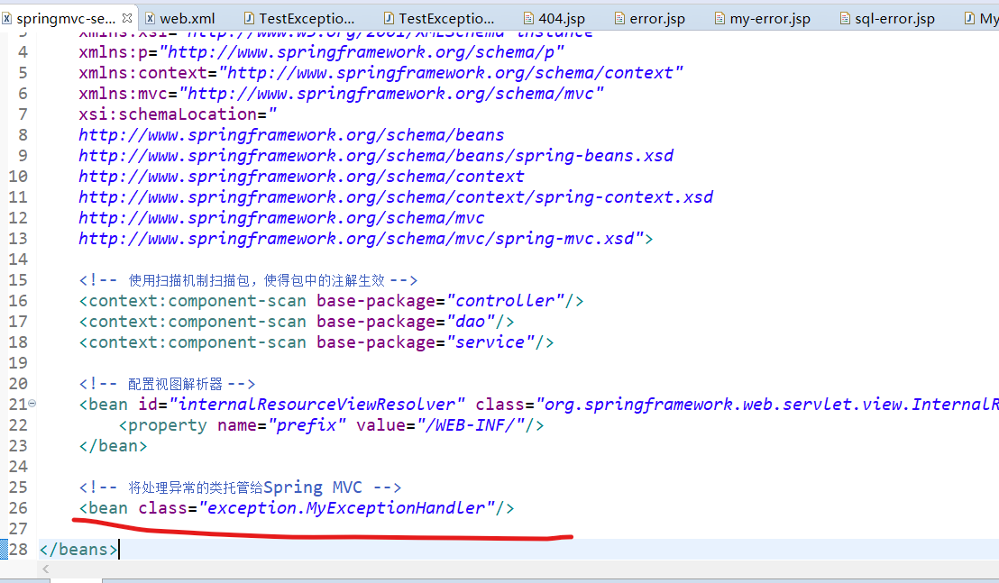 springmvc-se... web.xml TestExceptio... TestExceptio... 404.jsp error.jsp my-error.jsp sql-error.jsp My
3 xmlns:xsi="http://www.w3.org/2001/XMLSchema-instance"
4 xmlns:p="http://www.springframework.org/schema/p"
5 xmlns:context="http://www.springframework.org/schema/context"
6 xmlns:mvc="http://www.springframework.org/schema/mvc"
7 xsi:schemaLocation="
8 http://www.springframework.org/schema/beans
9 http://www.springframework.org/schema/beans/spring-beans.xsd
10 http://www.springframework.org/schema/context
11 http://www.springframework.org/schema/context/spring-context.xsd
12 http://www.springframework.org/schema/mvc
13 http://www.springframework.org/schema/mvc/spring-mvc.xsd">
14
15 <!-- 使用扫描机制扫描包，使得包中的注解生效 -->
16 <context:component-scan base-package="controller"/>
17 <context:component-scan base-package="dao"/>
18 <context:component-scan base-package="service"/>
19
20 <!-- 配置视图解析器 -->
21 <bean id="internalResourceViewResolver" class="org.springframework.web.servlet.view.InternalR
22 <property name="prefix" value="/WEB-INF/"/>
23 </bean>
24
25 <!-- 将处理异常的类托管给Spring MVC -->
26 <bean class="exception.MyExceptionHandler"/>
27
28 </beans>